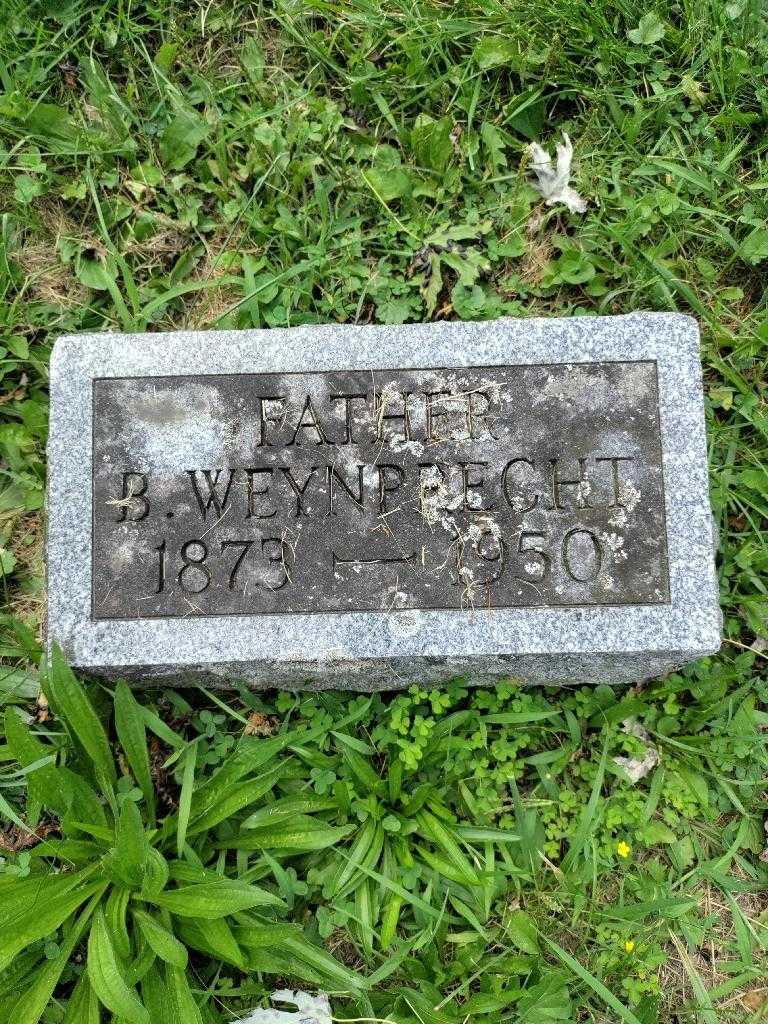 FATHER
B. WEYNPRECHT
1873 — 1950